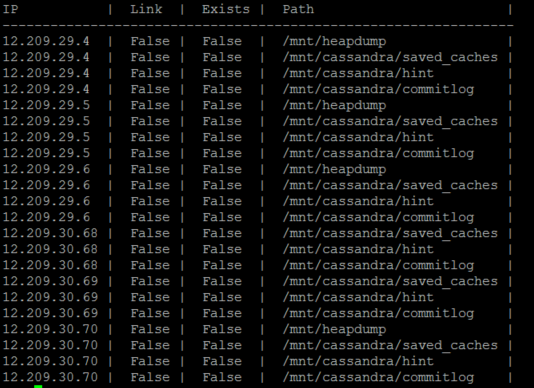 IP | Link | Exists | Path |
--------------------------------------------------------------
12.209.29.4 | False | False | /mnt/heapdump |
12.209.29.4 | False | False | /mnt/cassandra/saved_caches |
12.209.29.4 | False | False | /mnt/cassandra/hint |
12.209.29.4 | False | False | /mnt/cassandra/commitlog |
12.209.29.5 | False | False | /mnt/heapdump |
12.209.29.5 | False | False | /mnt/cassandra/saved_caches |
12.209.29.5 | False | False | /mnt/cassandra/hint |
12.209.29.5 | False | False | /mnt/cassandra/commitlog |
12.209.29.6 | False | False | /mnt/heapdump |
12.209.29.6 | False | False | /mnt/cassandra/saved_caches |
12.209.29.6 | False | False | /mnt/cassandra/hint |
12.209.29.6 | False | False | /mnt/cassandra/commitlog |
12.209.30.68 | False | False | /mnt/cassandra/saved_caches |
12.209.30.68 | False | False | /mnt/cassandra/hint |
12.209.30.68 | False | False | /mnt/cassandra/commitlog |
12.209.30.69 | False | False | /mnt/cassandra/saved_caches |
12.209.30.69 | False | False | /mnt/cassandra/hint |
12.209.30.69 | False | False | /mnt/cassandra/commitlog |
12.209.30.70 | False | False | /mnt/heapdump |
12.209.30.70 | False | False | /mnt/cassandra/saved_caches |
12.209.30.70 | False | False | /mnt/cassandra/hint |
12.209.30.70 | False | False | /mnt/cassandra/commitlog |